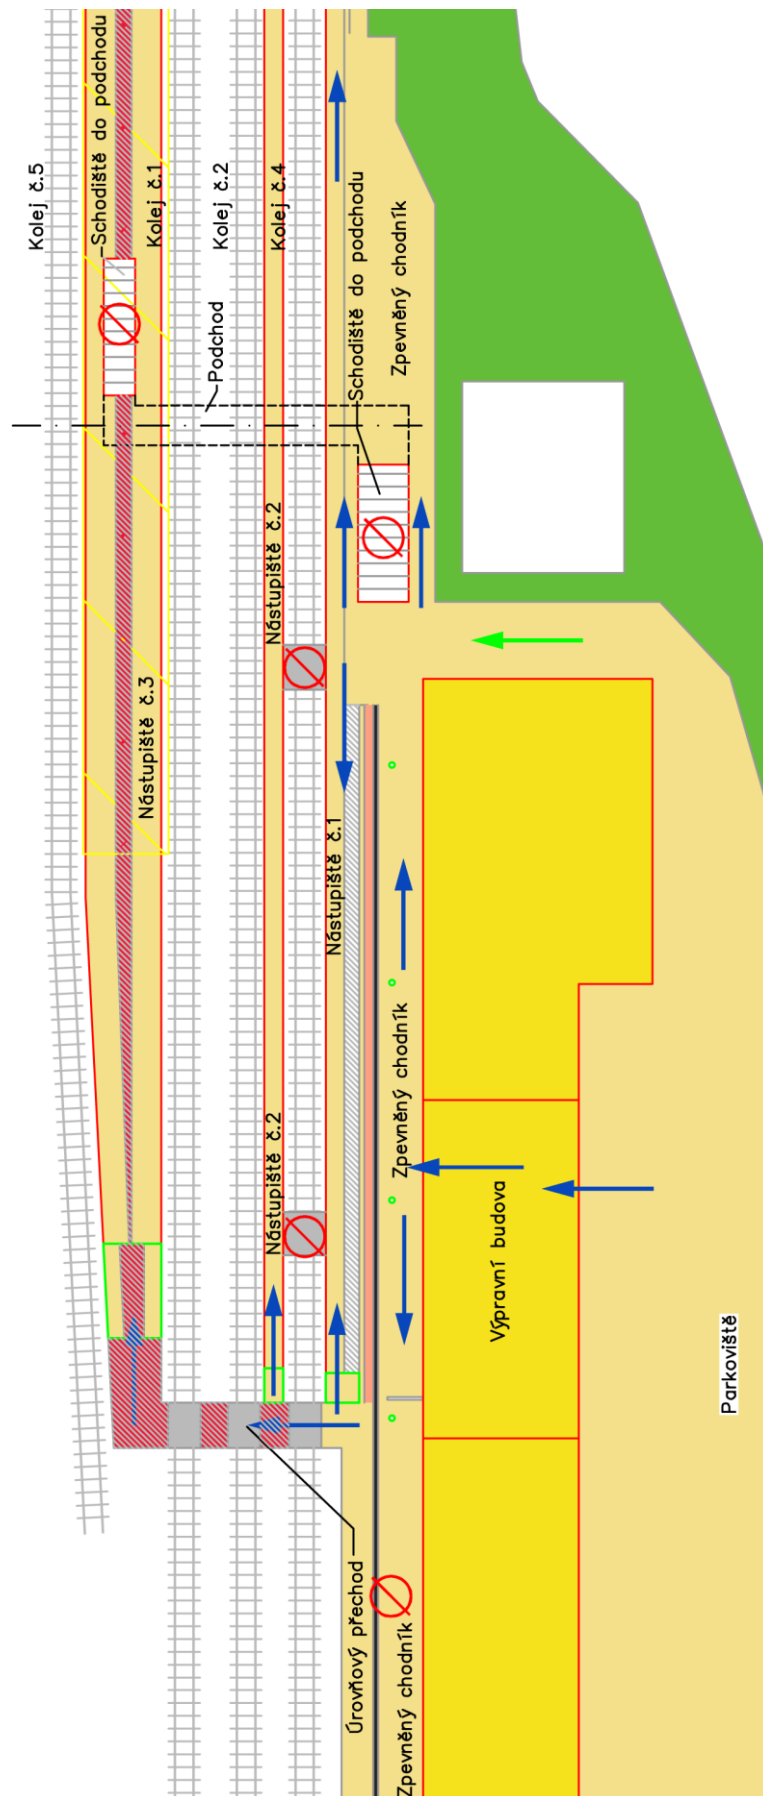 Kolej č.5
Schodiště do podchodu
Kolej č.1
Kolej č.2
Kolej č.4
Schodiště do podchodu
Zpevněný chodník
Podchod
Nástupiště č.2
Nástupiště č.3
Nástupiště č.1
Zpevněný chodník
Nástupiště č.2
Výpravní budova
Parkoviště
Úrovňový přechod
Zpevněný chodník